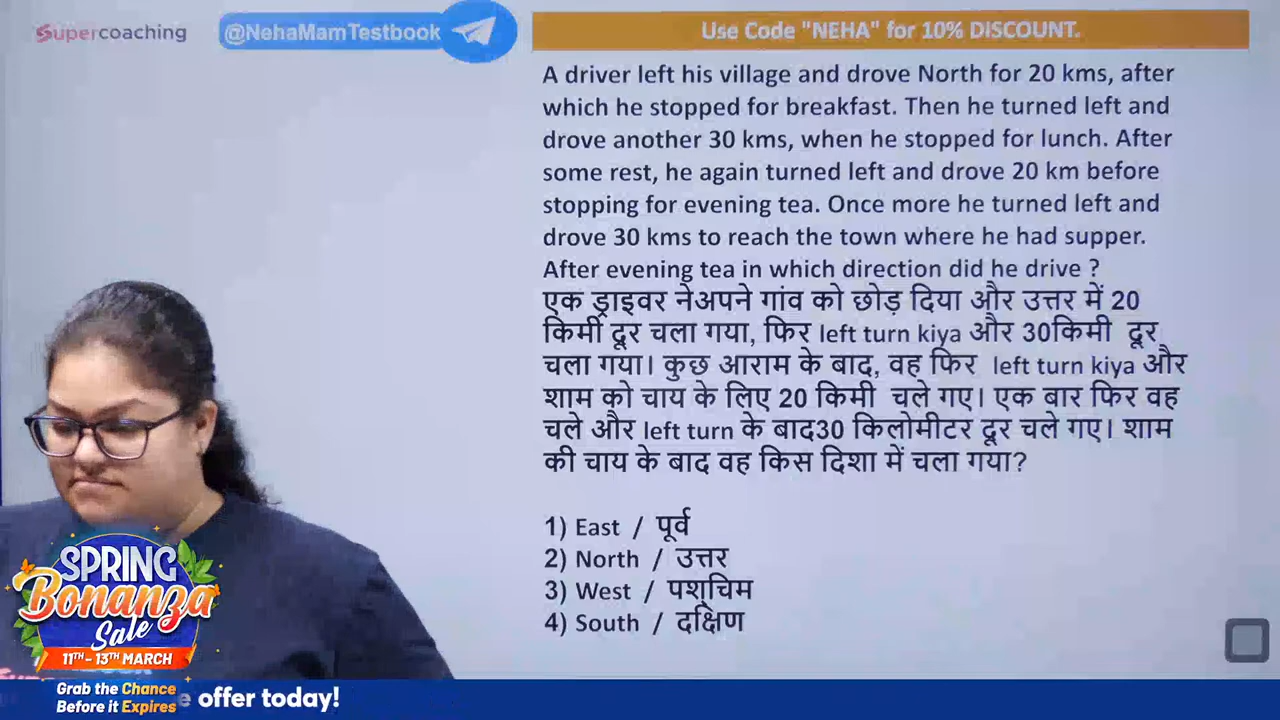 Supercoaching
@NehaMamTestbook
Use Code "NEHA" for 10% DISCOUNT.
A driver left his village and drove North for 20 kms, after
which he stopped for breakfast. Then he turned left and
drove another 30 kms, when he stopped for lunch. After
some rest, he again turned left and drove 20 km before
stopping for evening tea. Once more he turned left and
drove 30 kms to reach the town where he had supper.
After evening tea in which direction did he drive ?
एक ड्राइवर नेअपने गांव को छोड़ दिया और उत्तर में 20
किमी दूर चला गया, फिर left turn kiya और 30किमी दूर
चला गया। कुछ आराम के बाद, वह फिर left turn kiya और
शाम को चाय के लिए 20 किमी चले गए। एक बार फिर वह
चले और left turn के बाद30 किलोमीटर दूर चले गए। शाम
की चाय के बाद वह किस दिशा में चला गया?
1) East / पूर्व
2) North / उत्तर
3) West / पश्चिम
4) South / दक्षिण
SPRING
Bonanza
Sale
11TH - 13TH MARCH
Grab the Chance
Before it Expires
offer today!